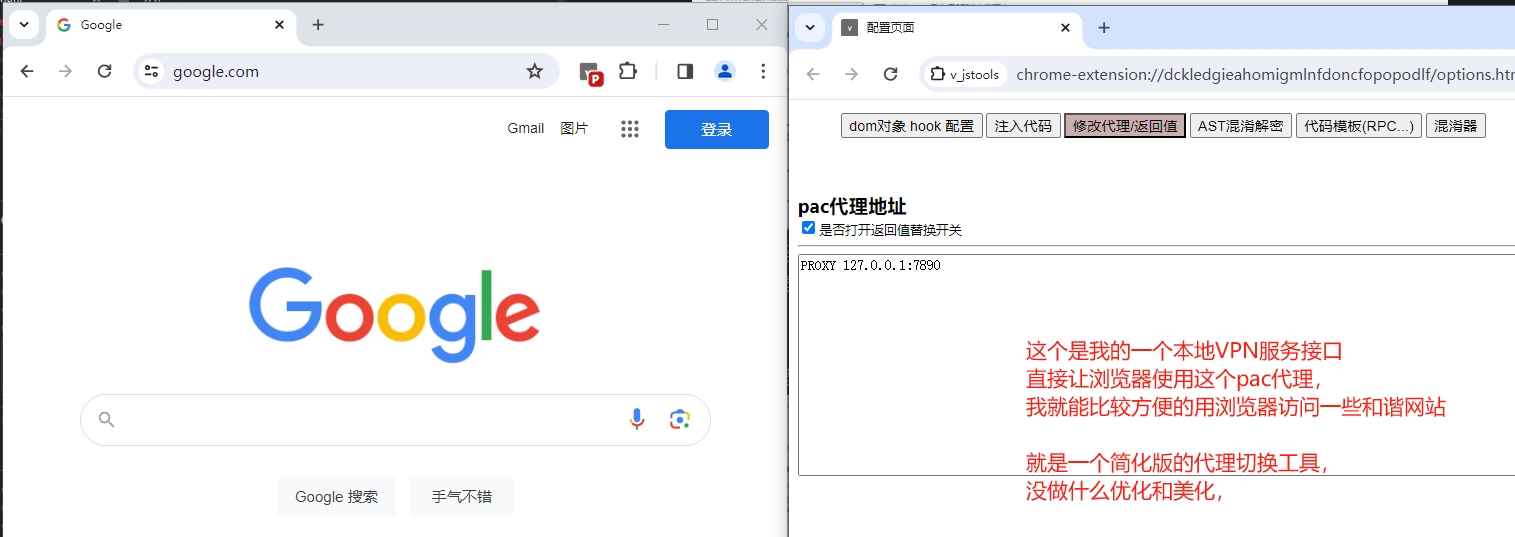 Google
google.com
P
Gmail 图片
登录
Google
Google 搜索 手气不错
v 配置页面
v_jstools chrome-extension://dckledgieahomigmlnfdoncfopopodlf/options.htm
dom对象 hook 配置 注入代码 修改代理/返回值 AST混淆解密 代码模板(RPC...) 混淆器
pac代理地址
是否打开返回值替换开关
PROXY 127.0.0.1:7890
这个是我的一个本地VPN服务接口
直接让浏览器使用这个pac代理，
我就能比较方便的用浏览器访问一些和谐网站
就是一个简化版的代理切换工具，
没做什么优化和美化，